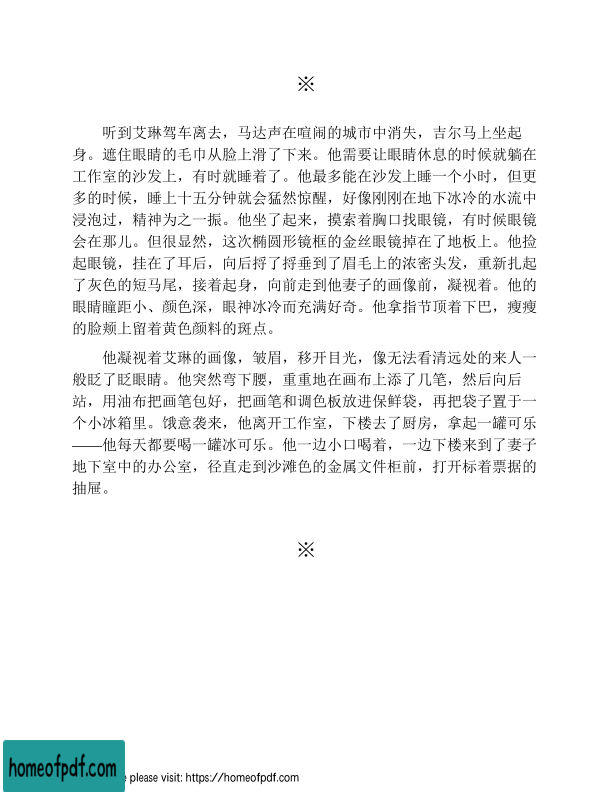 ※
听到艾琳驾车离去，马达声在喧闹的城市中消失，吉尔马上坐起
身。遮住眼睛的毛巾从脸上滑了下来。他需要让眼睛休息的时候就躺在
工作室的沙发上，有时就睡着了。他最多能在沙发上睡一个小时，但更
多的时候，睡上十五分钟就会猛然惊醒，好像刚刚在地下冰冷的水流中
浸泡过，精神为之一振。他坐了起来，摸索着胸口找眼镜，有时候眼镜
会在那儿。但很显然，这次椭圆形镜框的金丝眼镜掉在了地板上。他捡
起眼镜，挂在了耳后，向后捋了捋垂到了眉毛上的浓密头发，重新扎起
了灰色的短马尾，接着起身，向前走到他妻子的画像前，凝视着。他的
眼睛瞳距小、颜色深，眼神冰冷而充满好奇。他拿指节顶着下巴，瘦瘦
的脸颊上留着黄色颜料的斑点。
他凝视着艾琳的画像，皱眉，移开目光，像无法看清远处的来人一
般眨了眨眼睛。他突然弯下腰，重重地在画布上添了几笔，然后向后
站，用油布把画笔包好，把画笔和调色板放进保鲜袋，再把袋子置于一
个小冰箱里。饿意袭来，他离开工作室，下楼去了厨房，拿起一罐可乐
——他每天都要喝一罐冰可乐。他一边小口喝着，一边下楼来到了妻子
地下室中的办公室，径直走到沙滩色的金属文件柜前，打开标着票据的
抽屉。
※
homeofpdf.com
please visit: https://homeofpdf.com